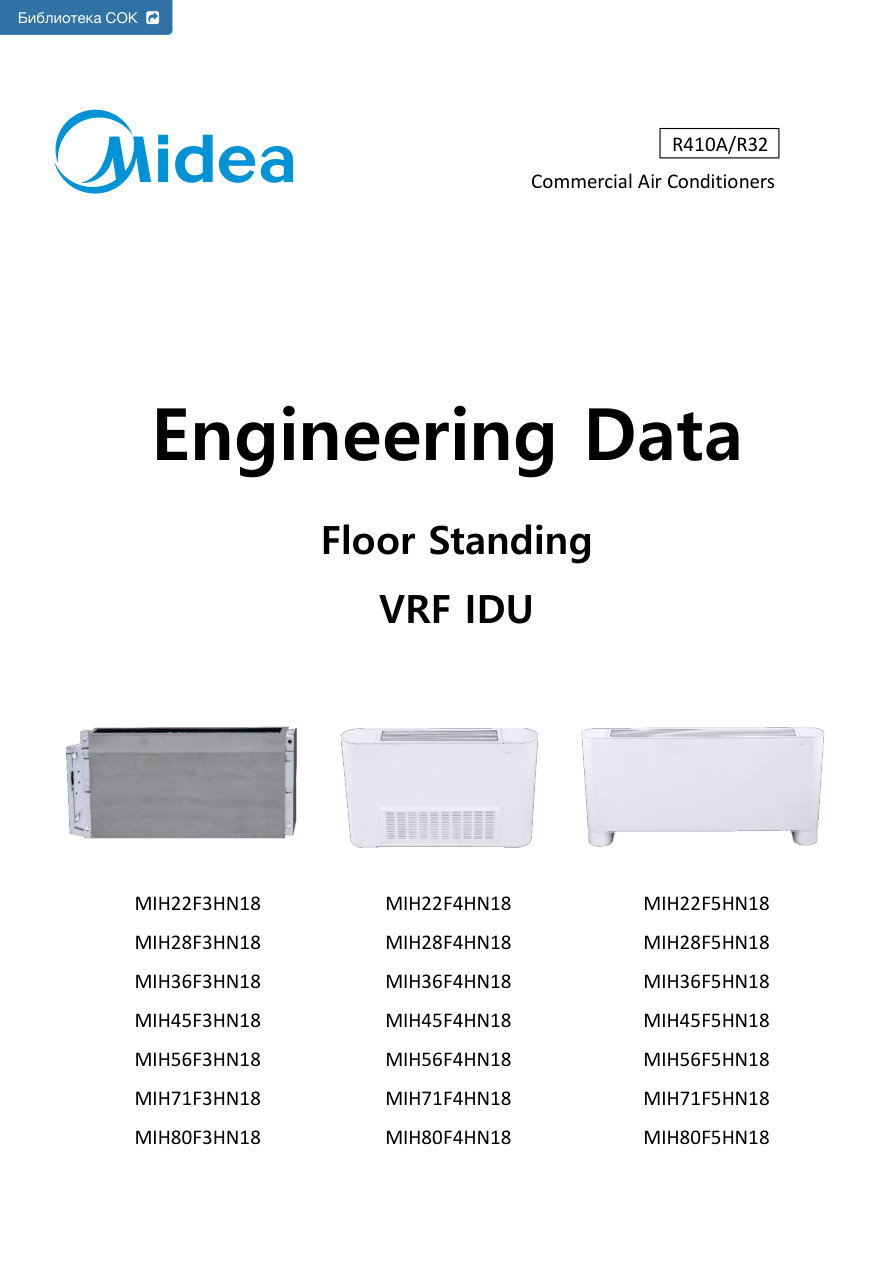 Библиотека СОК
Midea
R410A/R32
Commercial Air Conditioners
Engineering Data
Floor Standing
VRF IDU
MIH22F3HN18 MIH22F4HN18 MIH22F5HN18
MIH28F3HN18 MIH28F4HN18 MIH28F5HN18
MIH36F3HN18 MIH36F4HN18 MIH36F5HN18
MIH45F3HN18 MIH45F4HN18 MIH45F5HN18
MIH56F3HN18 MIH56F4HN18 MIH56F5HN18
MIH71F3HN18 MIH71F4HN18 MIH71F5HN18
MIH80F3HN18 MIH80F4HN18 MIH80F5HN18